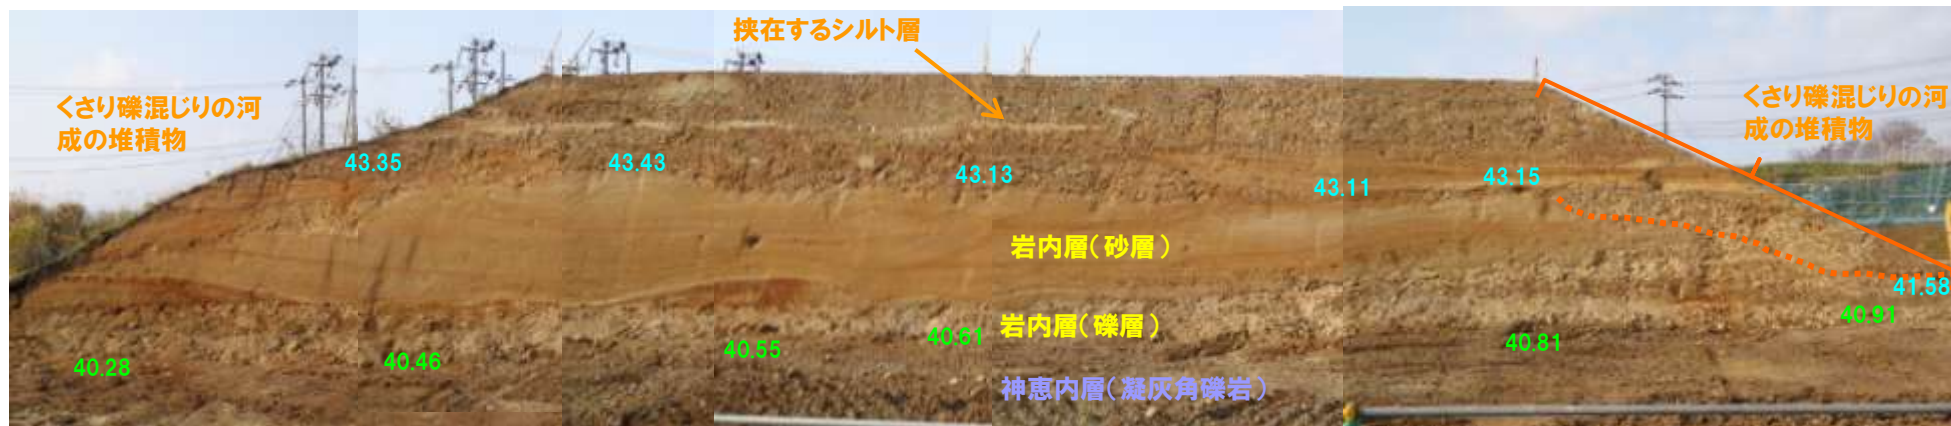 挟在するシルト層
くさり礫混じりの河
成の堆積物
くさり礫混じりの河
成の堆積物
43.35
43.43
43.13
43.11
43.15
岩内層(砂層)
41.58
岩内層(礫層)
40.28
40.46
40.55
40.61
40.81
40.91
神恵内層(凝灰角礫岩)